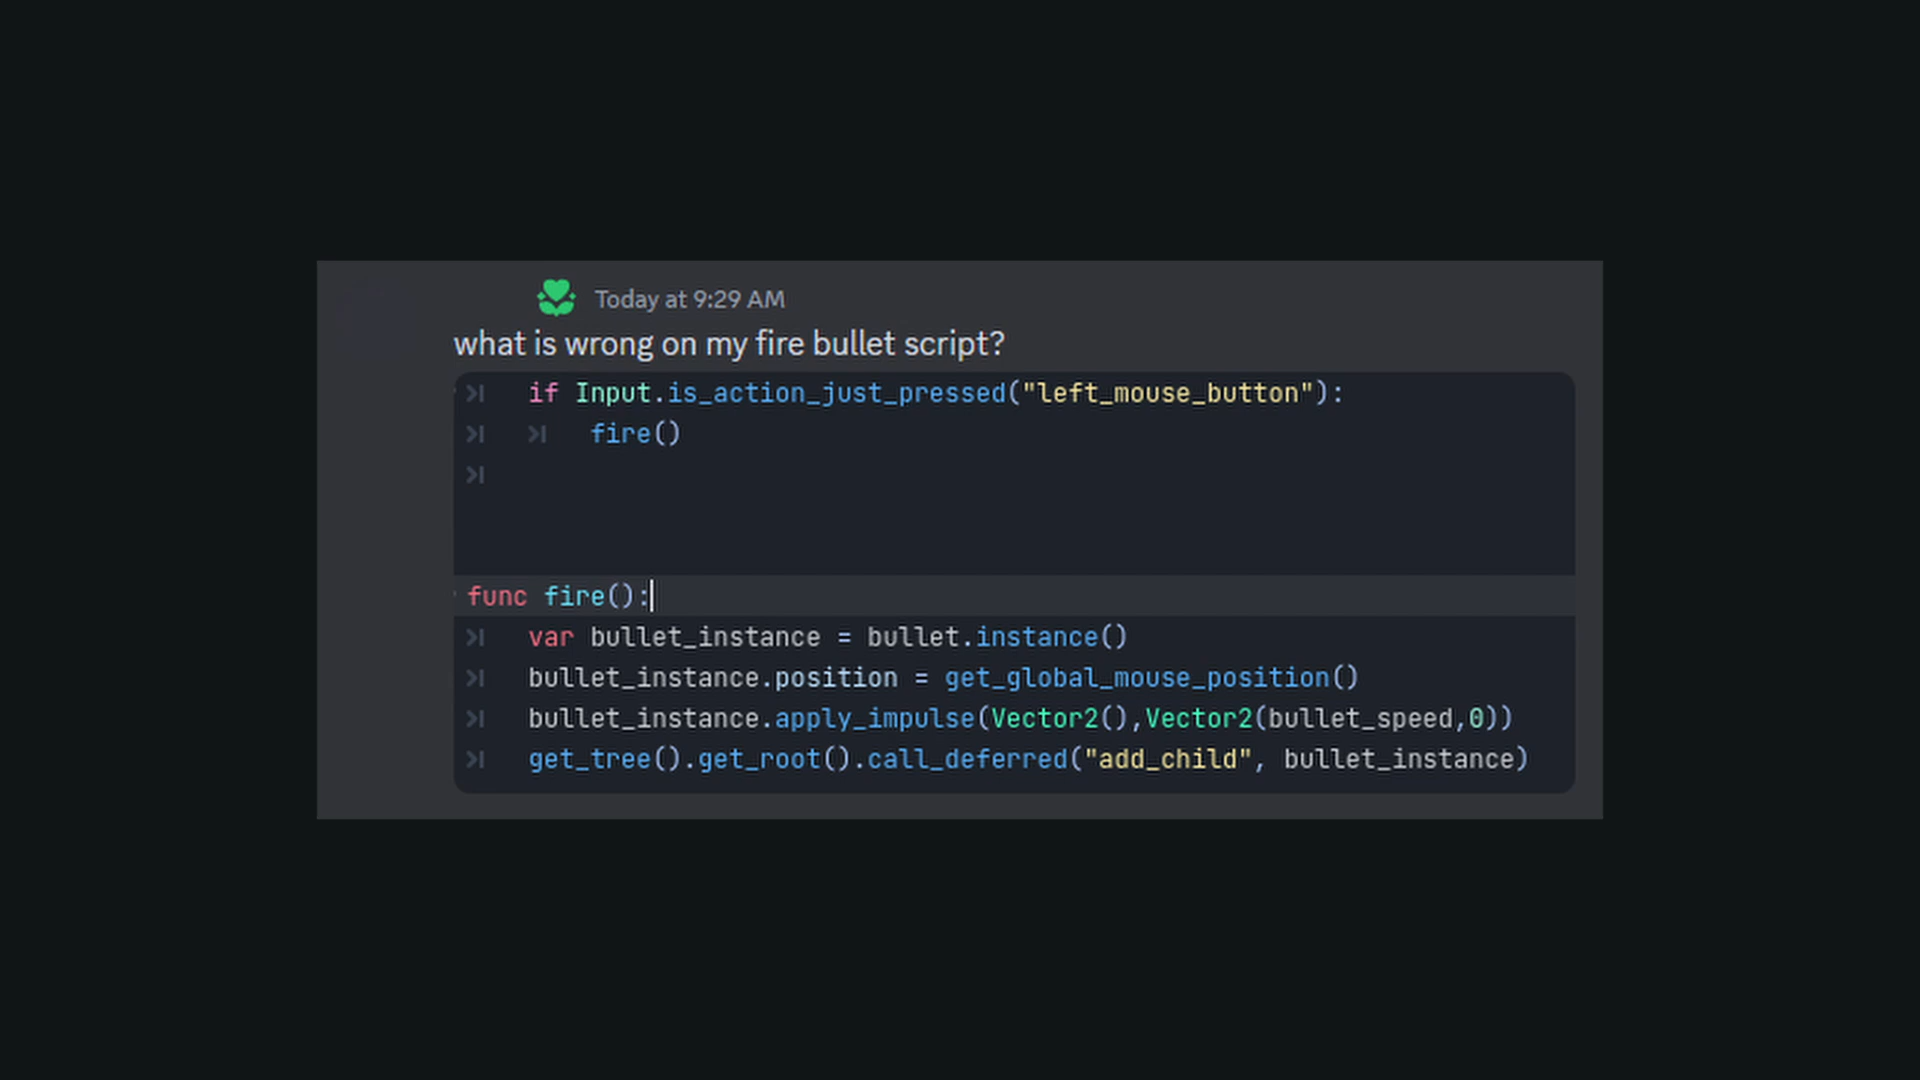 Today at 9:29 AM
what is wrong on my fire bullet script?
if Input.is_action_just_pressed("left_mouse_button"):
fire()
func fire():
var bullet_instance = bullet.instance()
bullet_instance.position = get_global_mouse_position()
bullet_instance.apply_impulse(Vector2(),Vector2(bullet_speed,0))
get_tree().get_root().call_deferred("add_child", bullet_instance)